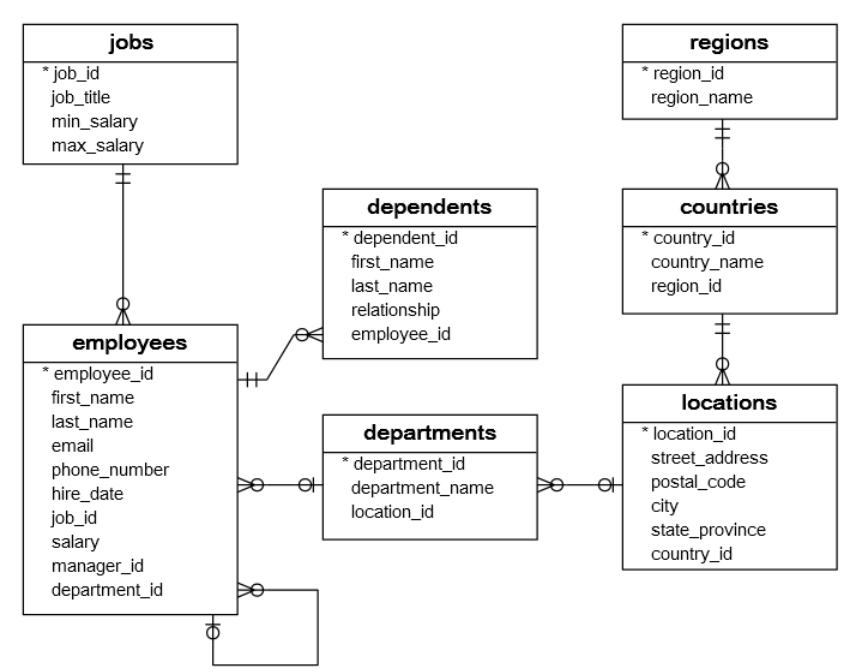 jobs
* job_id
job_title
min_salary
max_salary
regions
* region_id
region_name
dependents
* dependent_id
first_name
last_name
relationship
employee_id
countries
* country_id
country_name
region_id
employees
* employee_id
first_name
last_name
email
phone_number
hire_date
job_id
salary
manager_id
department_id
departments
* department_id
department_name
location_id
locations
* location_id
street_address
postal_code
city
state_province
country_id